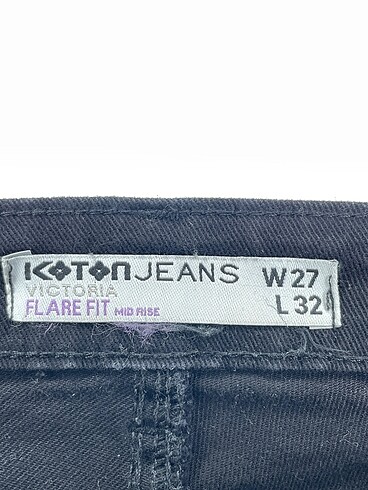 KOTON JEANS W27
VICTORIA
FLARE FIT MID RISE L32